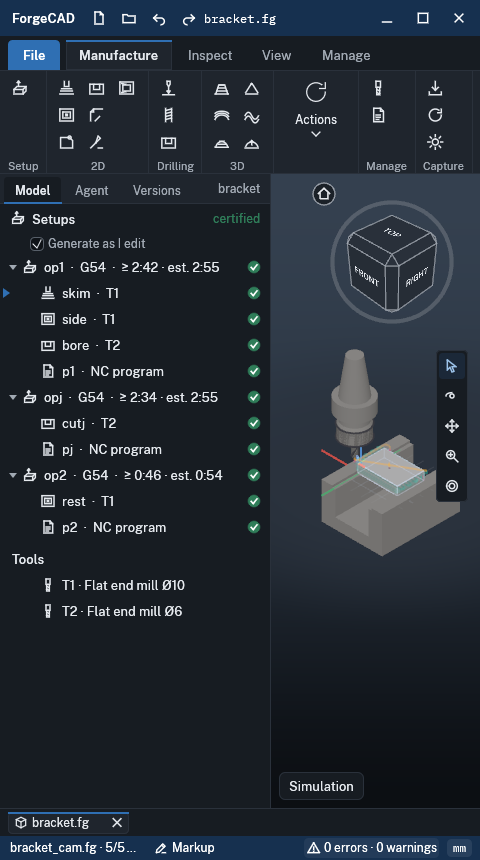 ForgeCAD
bracket.fg
File
Manufacture
Inspect
View
Manage
Actions
Setup
2D
Drilling
3D
Manage
Capture
Model
Agent
Versions
bracket
Setups
certified
Generate as I edit
op1 · G54 · ≥ 2:42 · est. 2:55
skim · T1
side · T1
bore · T2
p1 · NC program
opj · G54 · ≥ 2:34 · est. 2:55
cutj · T2
pj · NC program
op2 · G54 · ≥ 0:46 · est. 0:54
rest · T1
p2 · NC program
Tools
T1 · Flat end mill Ø10
T2 · Flat end mill Ø6
TOP
FRONT
RIGHT
Simulation
bracket.fg
bracket_cam.fg · 5/5...
Markup
0 errors · 0 warnings
mm